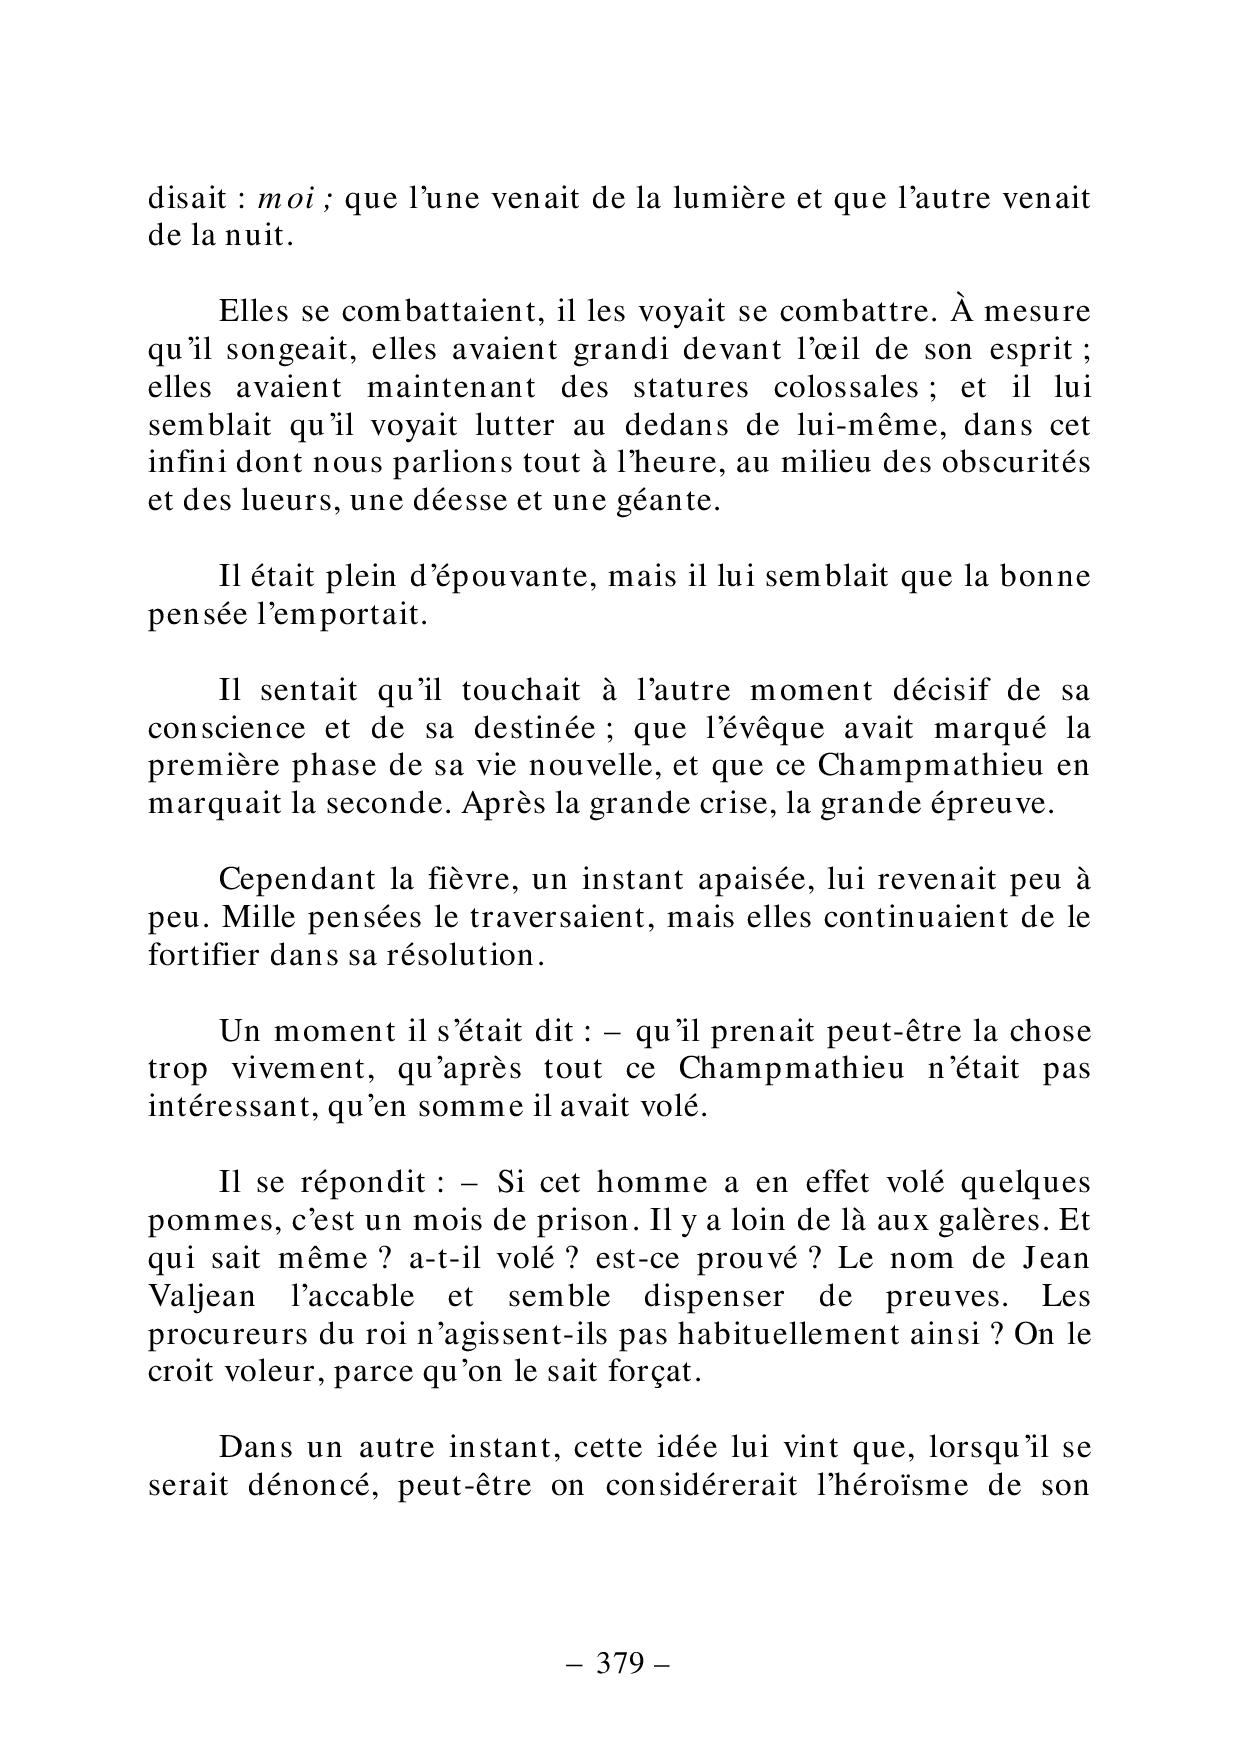 disait : moi ; que l’une venait de la lumière et que l’autre venait
de la nuit.
Elles se combattaient, il les voyait se combattre. À mesure
qu’il songeait, elles avaient grandi devant l’œil de son esprit ;
elles avaient maintenant des statures colossales ; et il lui
semblait qu’il voyait lutter au dedans de lui-même, dans cet
infini dont nous parlions tout à l’heure, au milieu des obscurités
et des lueurs, une déesse et une géante.
Il était plein d’épouvante, mais il lui semblait que la bonne
pensée l’emportait.
Il sentait qu’il touchait à l’autre moment décisif de sa
conscience et de sa destinée ; que l’évêque avait marqué la
première phase de sa vie nouvelle, et que ce Champmathieu en
marquait la seconde. Après la grande crise, la grande épreuve.
Cependant la fièvre, un instant apaisée, lui revenait peu à
peu. Mille pensées le traversaient, mais elles continuaient de le
fortifier dans sa résolution.
Un moment il s’était dit : – qu’il prenait peut-être la chose
trop vivement, qu’après tout ce Champmathieu n’était pas
intéressant, qu’en somme il avait volé.
Il se répondit : – Si cet homme a en effet volé quelques
pommes, c’est un mois de prison. Il y a loin de là aux galères. Et
qui sait même ? a-t-il volé ? est-ce prouvé ? Le nom de Jean
Valjean l’accable et semble dispenser de preuves. Les
procureurs du roi n’agissent-ils pas habituellement ainsi ? On le
croit voleur, parce qu’on le sait forçat.
Dans un autre instant, cette idée lui vint que, lorsqu’il se
serait dénoncé, peut-être on considérerait l’héroïsme de son
– 379 –